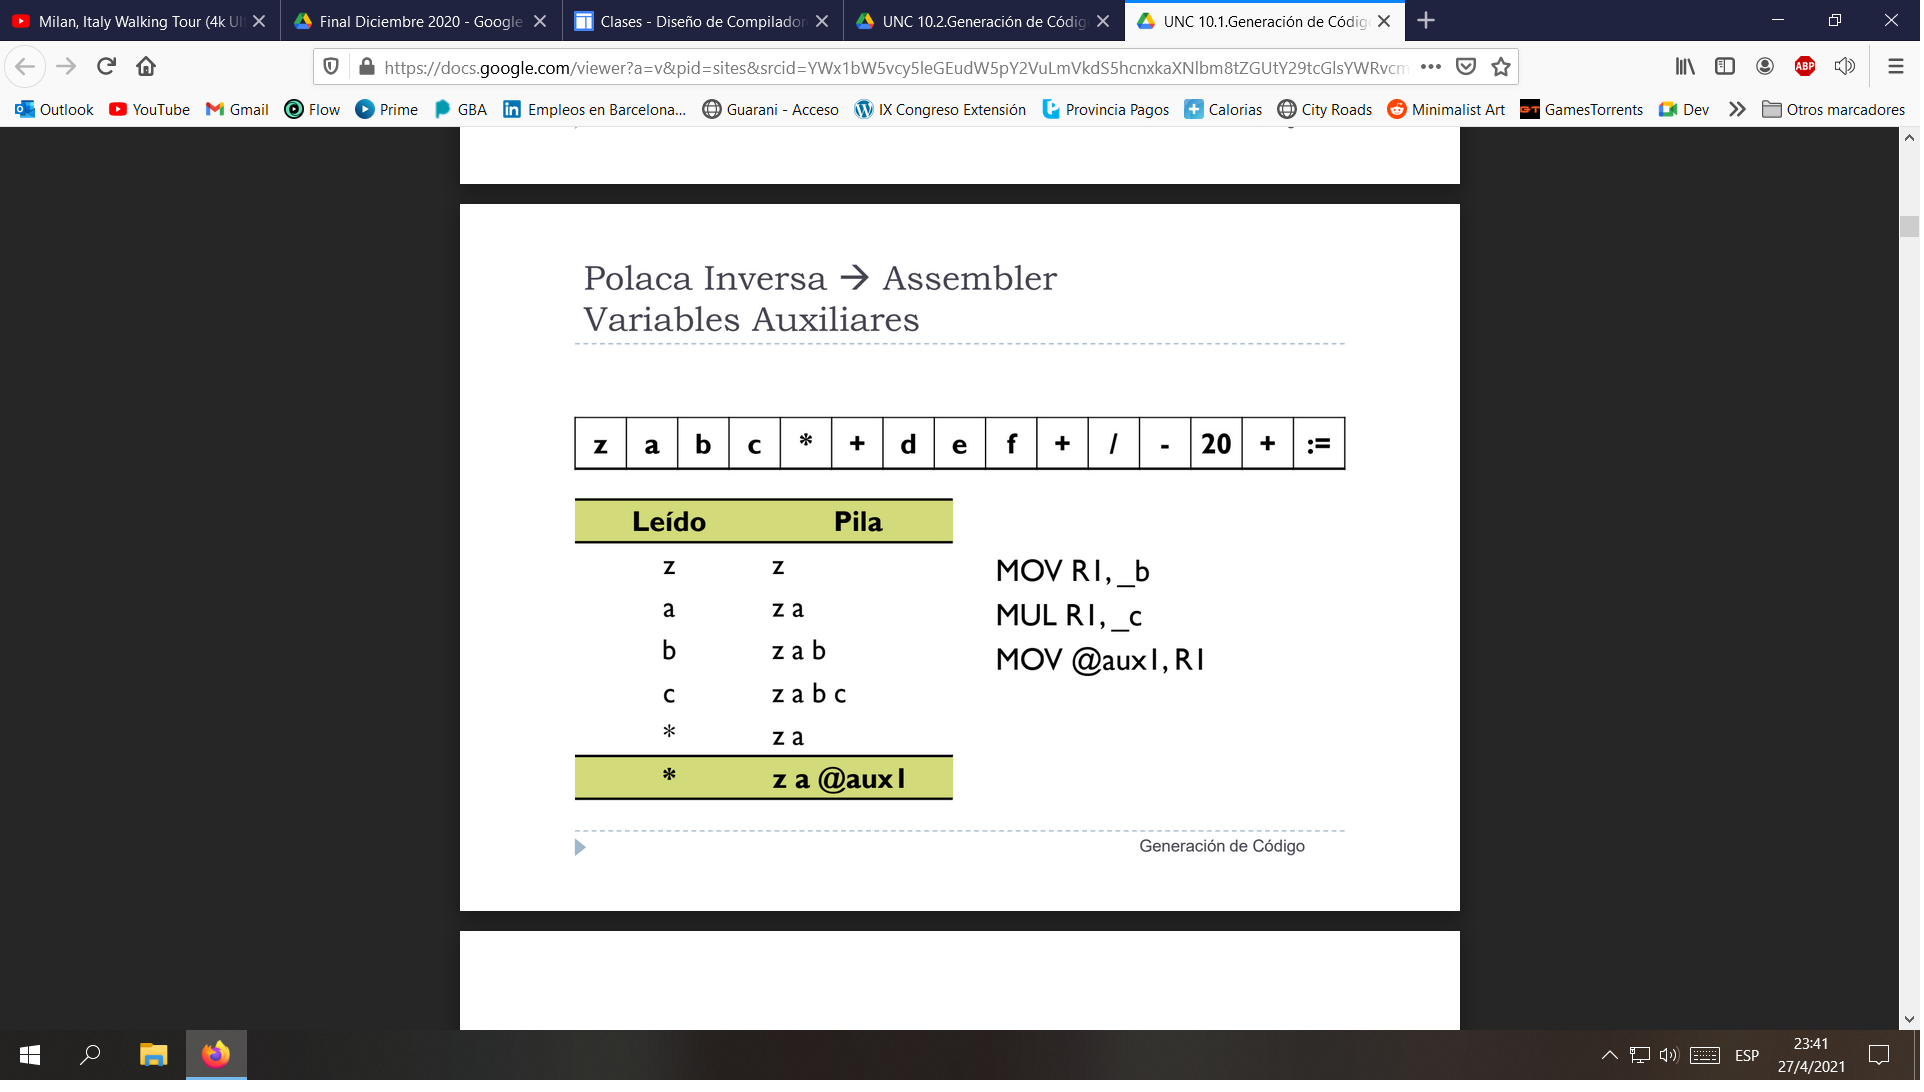 Milan, Italy Walking Tour (4k Ul
Final Diciembre 2020 - Google
Clases - Diseño de Compilador
UNC 10.2.Generación de Códig
UNC 10.1.Generación de Códig
https://docs.google.com/viewer?a=v&pid=sites&srcid=YWx1bW5vcy5leGEudW5pY2VuLmVkdS5hcnxkaXNlbm8tZGUtY29tcGlsYWRvcm
ABP
Outlook YouTube Gmail Flow Prime GBA Empleos en Barcelona... Guarani - Acceso IX Congreso Extensión Provincia Pagos Calorias City Roads Minimalist Art GamesTorrents Dev Otros marcadores
Polaca Inversa → Assembler
Variables Auxiliares
z a b c * + d e f + / - 20 + :=
Leído Pila
z z
a z a
b z a b
c z a b c
* z a
* z a @aux1
MOV R1, _b
MUL R1, _c
MOV @aux1, R1
Generación de Código
ESP
23:41
27/4/2021